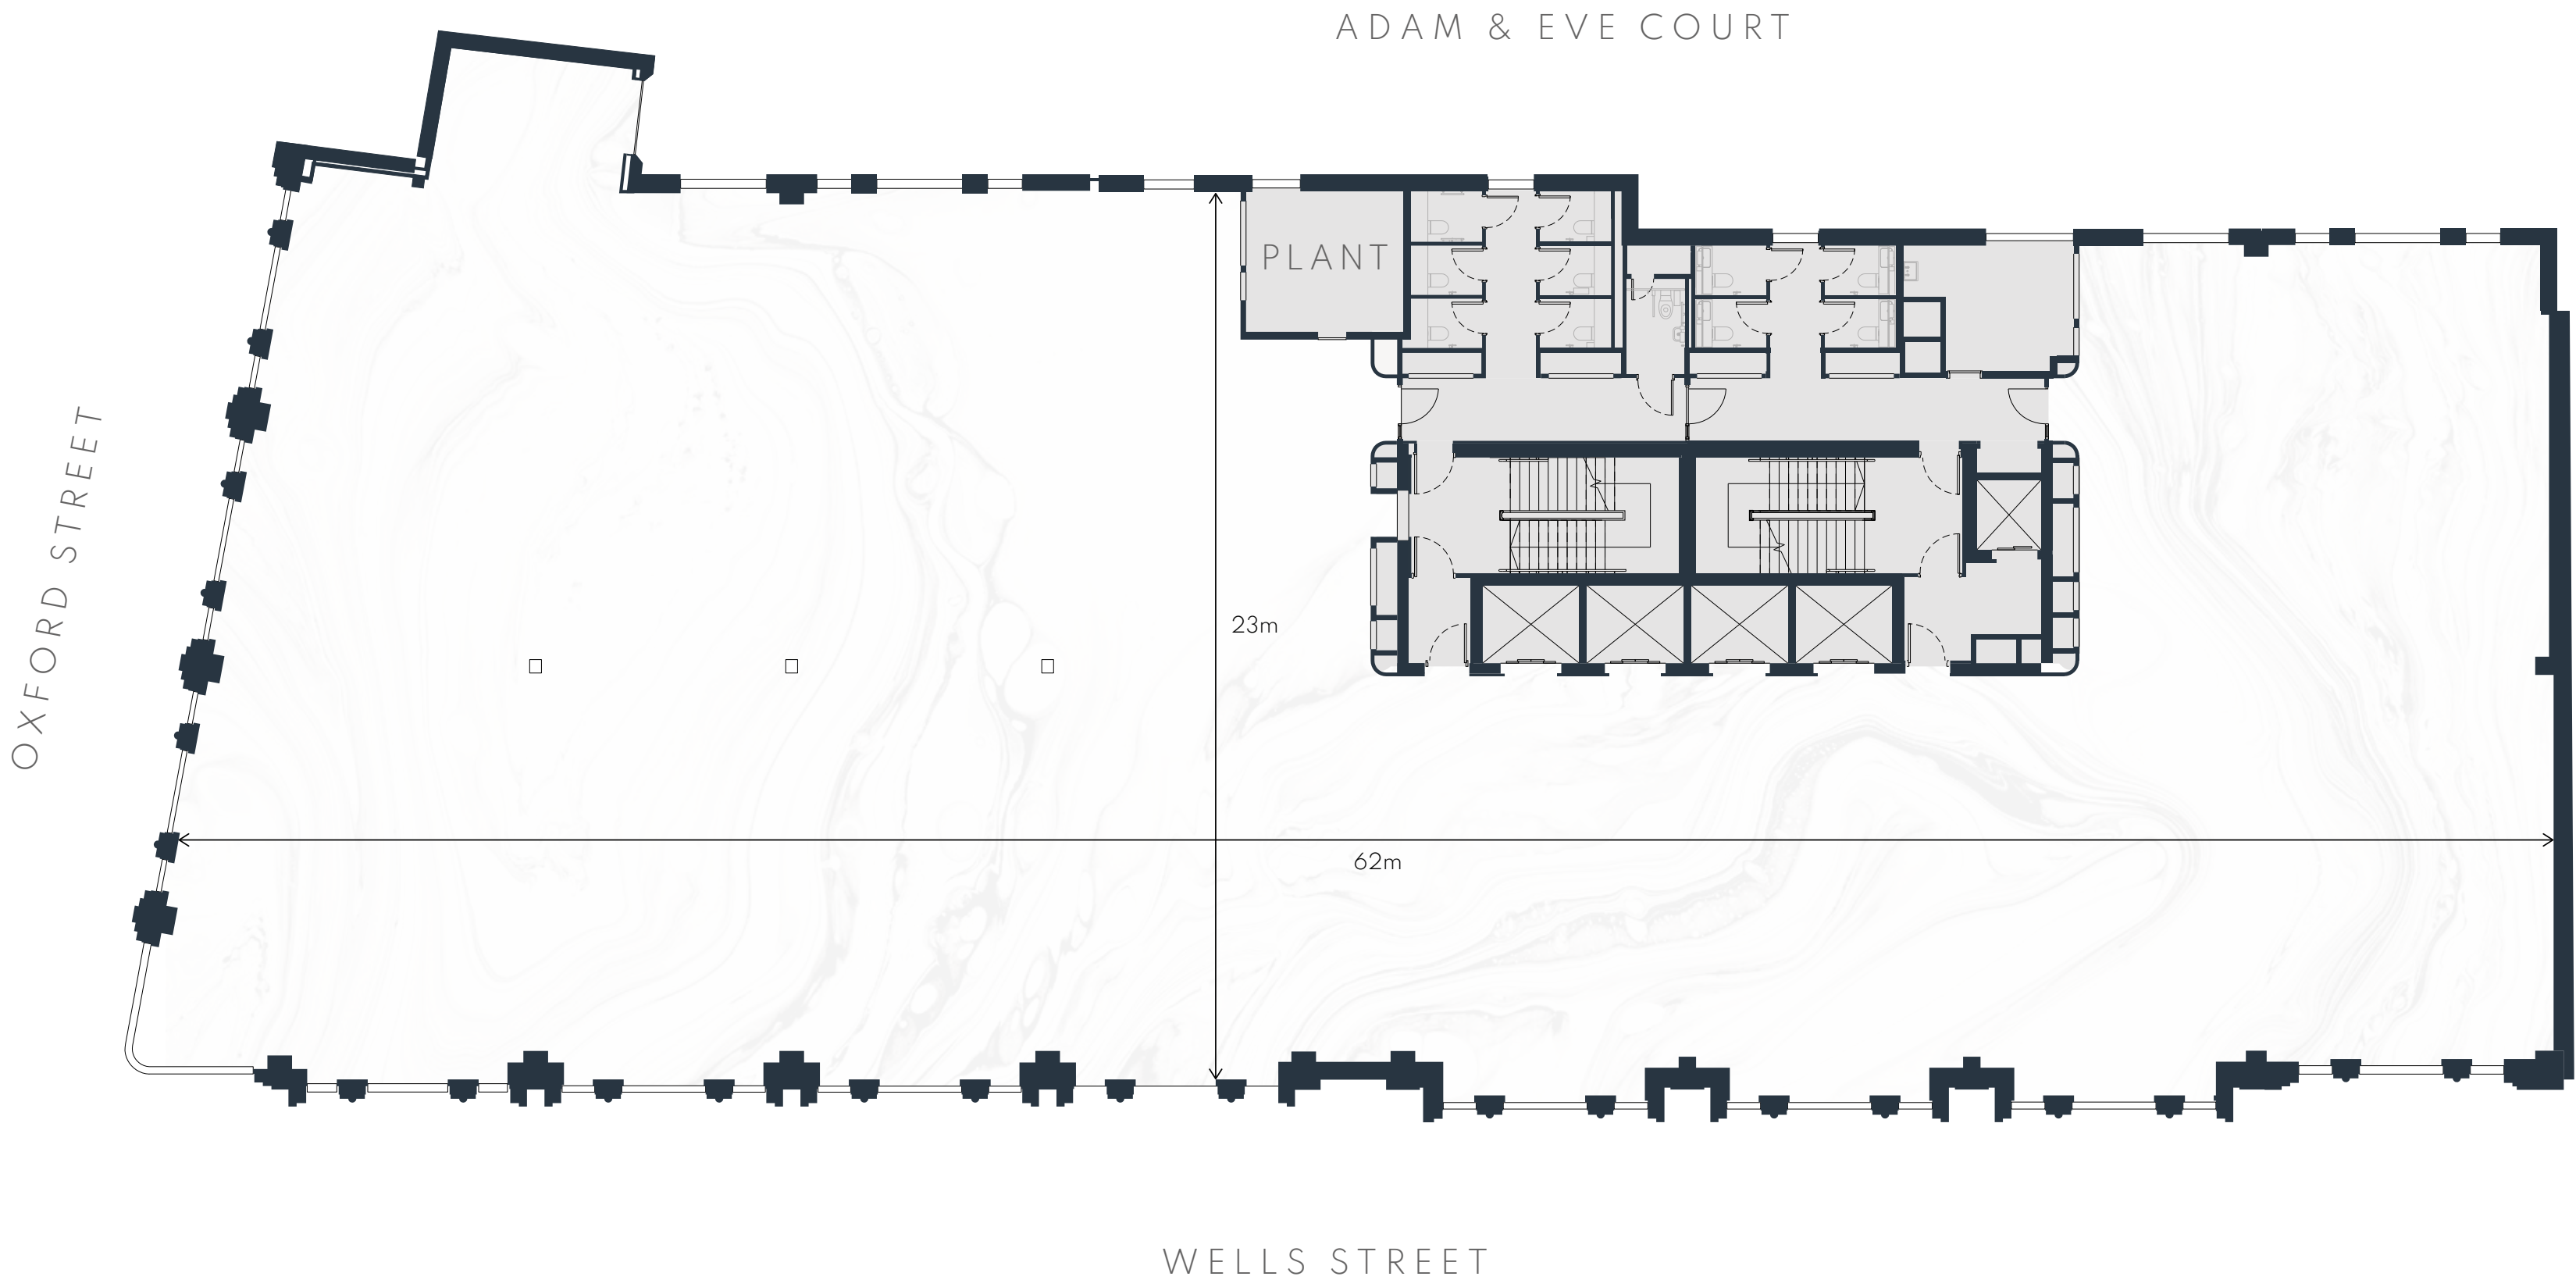 ADAM & EVE COURT
PLANT
OXFORD STREET
23m
62m
WELLS STREET